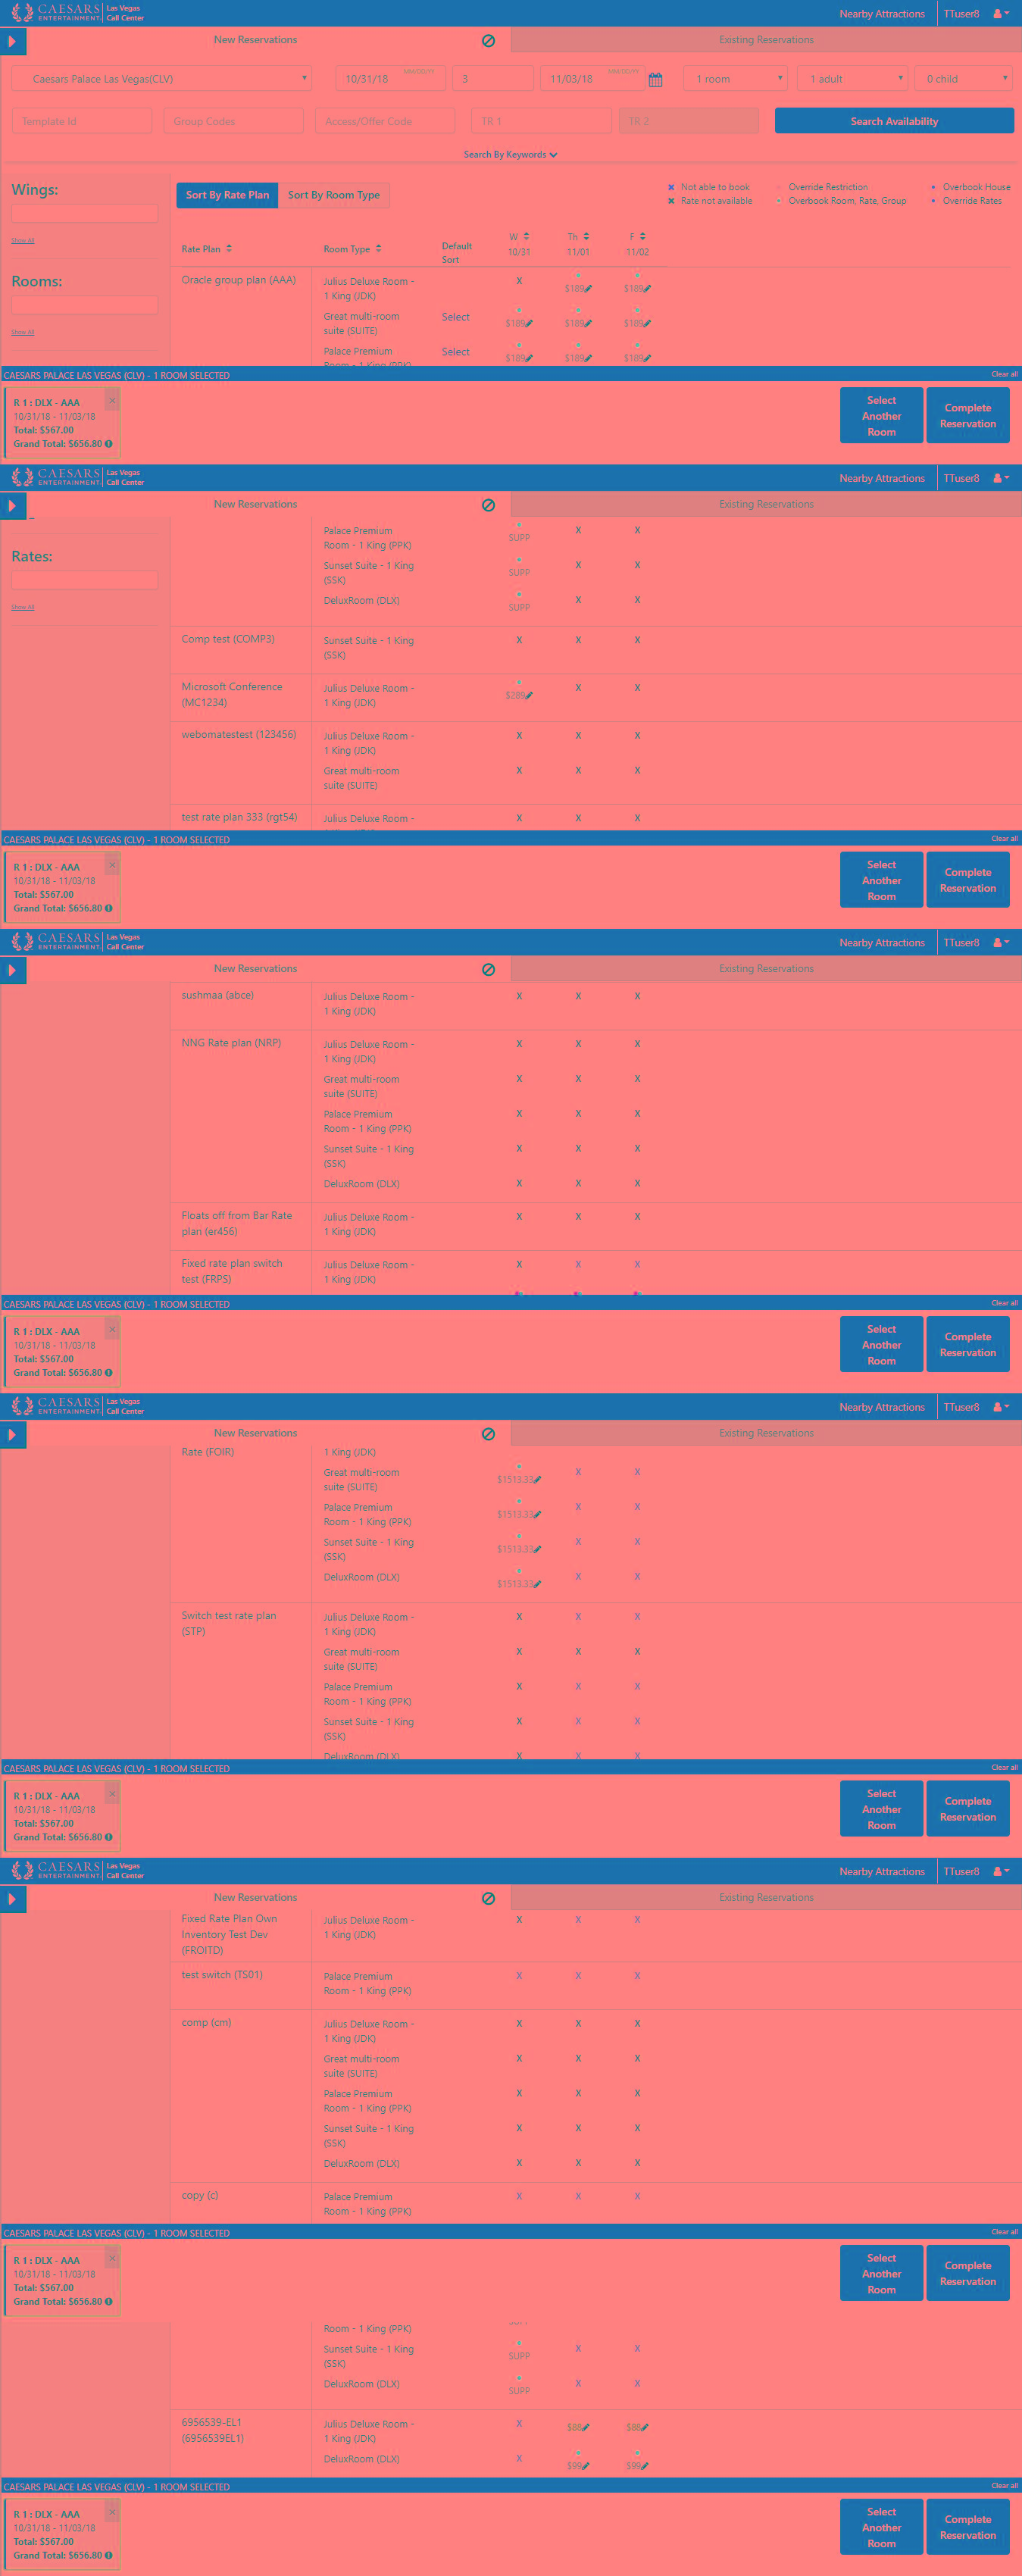 CAESARS ENTERTAINMENT. Las Vegas Call Center Nearby Attractions TTuser8
New Reservations Existing Reservations
Caesars Palace Las Vegas(CLV) 10/31/18 MM/DD/YY 3 11/03/18 MM/DD/YY 1 room 1 adult 0 child
Template Id Group Codes Access/Offer Code TR 1 TR 2 Search Availability
Search By Keywords
Wings:
Show All
Rooms:
Show All
Sort By Rate Plan Sort By Room Type
Not able to book Override Restriction Overbook House
Rate not available Overbook Room, Rate, Group Override Rates
Rate Plan Room Type Default Sort W 10/31 Th 11/01 F 11/02
Oracle group plan (AAA) Julius Deluxe Room - 1 King (JDK) X $189 $189
Great multi-room suite (SUITE) Select $189 $189 $189
Palace Premium Room - 1 King (PPK) Select $189 $189 $189
CAESARS PALACE LAS VEGAS (CLV) - 1 ROOM SELECTED Clear all
R 1 : DLX - AAA ×
10/31/18 - 11/03/18
Total: $567.00
Grand Total: $656.80
Select Another Room Complete Reservation
CAESARS ENTERTAINMENT. Las Vegas Call Center Nearby Attractions TTuser8
New Reservations Existing Reservations
Rates:
Show All
Palace Premium Room - 1 King (PPK) SUPP X X
Sunset Suite - 1 King (SSK) SUPP X X
DeluxRoom (DLX) SUPP X X
Comp test (COMP3) Sunset Suite - 1 King (SSK) X X X
Microsoft Conference (MC1234) Julius Deluxe Room - 1 King (JDK) $289 X X
webomatestest (123456) Julius Deluxe Room - 1 King (JDK) X X X
Great multi-room suite (SUITE) X X X
test rate plan 333 (rgt54) Julius Deluxe Room - X X X
CAESARS PALACE LAS VEGAS (CLV) - 1 ROOM SELECTED Clear all
R 1 : DLX - AAA ×
10/31/18 - 11/03/18
Total: $567.00
Grand Total: $656.80
Select Another Room Complete Reservation
CAESARS ENTERTAINMENT. Las Vegas Call Center Nearby Attractions TTuser8
New Reservations Existing Reservations
sushmaa (abce) Julius Deluxe Room - 1 King (JDK) X X X
NNG Rate plan (NRP) Julius Deluxe Room - 1 King (JDK) X X X
Great multi-room suite (SUITE) X X X
Palace Premium Room - 1 King (PPK) X X X
Sunset Suite - 1 King (SSK) X X X
DeluxRoom (DLX) X X X
Floats off from Bar Rate plan (er456) Julius Deluxe Room - 1 King (JDK) X X X
Fixed rate plan switch test (FRPS) Julius Deluxe Room - 1 King (JDK) X X X
CAESARS PALACE LAS VEGAS (CLV) - 1 ROOM SELECTED Clear all
R 1 : DLX - AAA ×
10/31/18 - 11/03/18
Total: $567.00
Grand Total: $656.80
Select Another Room Complete Reservation
CAESARS ENTERTAINMENT. Las Vegas Call Center Nearby Attractions TTuser8
New Reservations Existing Reservations
Rate (FOIR) 1 King (JDK)
Great multi-room suite (SUITE) $1513.33 X X
Palace Premium Room - 1 King (PPK) $1513.33 X X
Sunset Suite - 1 King (SSK) $1513.33 X X
DeluxRoom (DLX) $1513.33 X X
Switch test rate plan (STP) Julius Deluxe Room - 1 King (JDK) X X X
Great multi-room suite (SUITE) X X X
Palace Premium Room - 1 King (PPK) X X X
Sunset Suite - 1 King (SSK) X X X
DeluxRoom (DLX) X X X
CAESARS PALACE LAS VEGAS (CLV) - 1 ROOM SELECTED Clear all
R 1 : DLX - AAA ×
10/31/18 - 11/03/18
Total: $567.00
Grand Total: $656.80
Select Another Room Complete Reservation
CAESARS ENTERTAINMENT. Las Vegas Call Center Nearby Attractions TTuser8
New Reservations Existing Reservations
Fixed Rate Plan Own Inventory Test Dev (FROITD) Julius Deluxe Room - 1 King (JDK) X X X
test switch (TS01) Palace Premium Room - 1 King (PPK) X X X
comp (cm) Julius Deluxe Room - 1 King (JDK) X X X
Great multi-room suite (SUITE) X X X
Palace Premium Room - 1 King (PPK) X X X
Sunset Suite - 1 King (SSK) X X X
DeluxRoom (DLX) X X X
copy (c) Palace Premium Room - 1 King (PPK) X X X
CAESARS PALACE LAS VEGAS (CLV) - 1 ROOM SELECTED Clear all
R 1 : DLX - AAA ×
10/31/18 - 11/03/18
Total: $567.00
Grand Total: $656.80
Select Another Room Complete Reservation
Room - 1 King (PPK)
Sunset Suite - 1 King (SSK) SUPP X X
DeluxRoom (DLX) SUPP X X
6956539-EL1 (6956539EL1) Julius Deluxe Room - 1 King (JDK) X $88 $88
DeluxRoom (DLX) X $99 $99
CAESARS PALACE LAS VEGAS (CLV) - 1 ROOM SELECTED Clear all
R 1 : DLX - AAA ×
10/31/18 - 11/03/18
Total: $567.00
Grand Total: $656.80
Select Another Room Complete Reservation